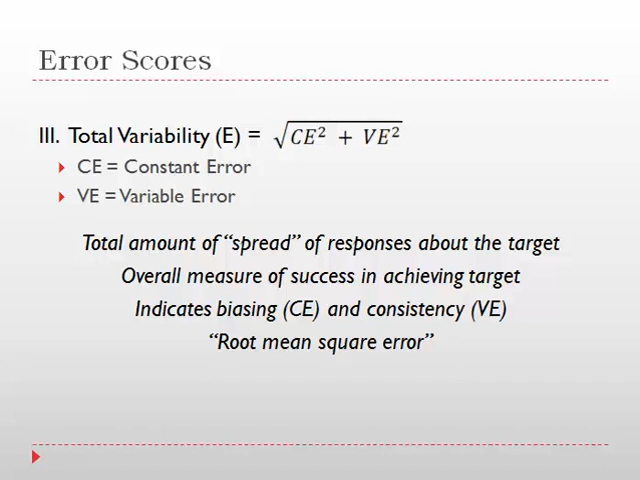 Error Scores
III. Total Variability (E) = √CE² + VE²
CE = Constant Error
VE = Variable Error
Total amount of “spread” of responses about the target
Overall measure of success in achieving target
Indicates biasing (CE) and consistency (VE)
“Root mean square error”